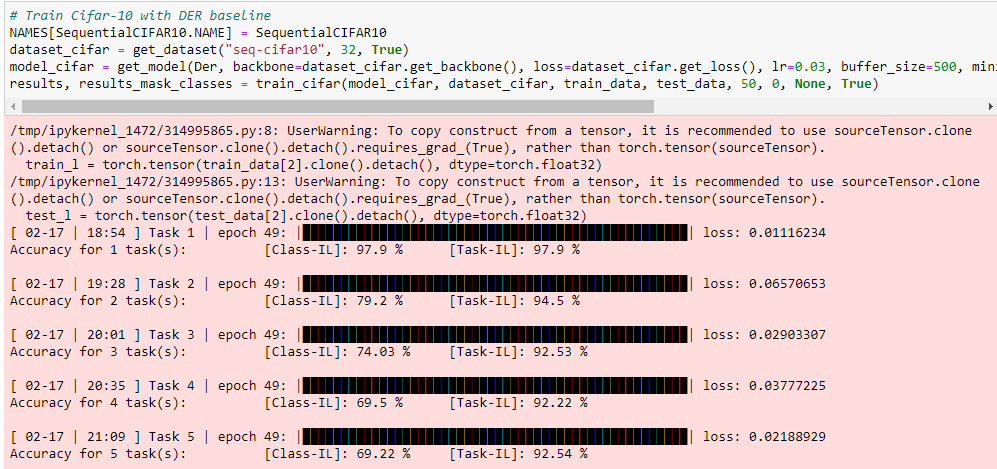 # Train Cifar-10 with DER baseline
NAMES[SequentialCIFAR10.NAME] = SequentialCIFAR10
dataset_cifar = get_dataset("seq-cifar10", 32, True)
model_cifar = get_model(Der, backbone=dataset_cifar.get_backbone(), loss=dataset_cifar.get_loss(), lr=0.03, buffer_size=500, mini
results, results_mask_classes = train_cifar(model_cifar, dataset_cifar, train_data, test_data, 50, 0, None, True)
/tmp/ipykernel_1472/314995865.py:8: UserWarning: To copy construct from a tensor, it is recommended to use sourceTensor.clone
().detach() or sourceTensor.clone().detach().requires_grad_(True), rather than torch.tensor(sourceTensor).
train_l = torch.tensor(train_data[2].clone().detach(), dtype=torch.float32)
/tmp/ipykernel_1472/314995865.py:13: UserWarning: To copy construct from a tensor, it is recommended to use sourceTensor.clone
().detach() or sourceTensor.clone().detach().requires_grad_(True), rather than torch.tensor(sourceTensor).
test_l = torch.tensor(test_data[2].clone().detach(), dtype=torch.float32)
[ 02-17 | 18:54 ] Task 1 | epoch 49: | | loss: 0.01116234
Accuracy for 1 task(s): [Class-IL]: 97.9 % [Task-IL]: 97.9 %
[ 02-17 | 19:28 ] Task 2 | epoch 49: | | loss: 0.06570653
Accuracy for 2 task(s): [Class-IL]: 79.2 % [Task-IL]: 94.5 %
[ 02-17 | 20:01 ] Task 3 | epoch 49: | | loss: 0.02903307
Accuracy for 3 task(s): [Class-IL]: 74.03 % [Task-IL]: 92.53 %
[ 02-17 | 20:35 ] Task 4 | epoch 49: | | loss: 0.03777225
Accuracy for 4 task(s): [Class-IL]: 69.5 % [Task-IL]: 92.22 %
[ 02-17 | 21:09 ] Task 5 | epoch 49: | | loss: 0.02188929
Accuracy for 5 task(s): [Class-IL]: 69.22 % [Task-IL]: 92.54 %